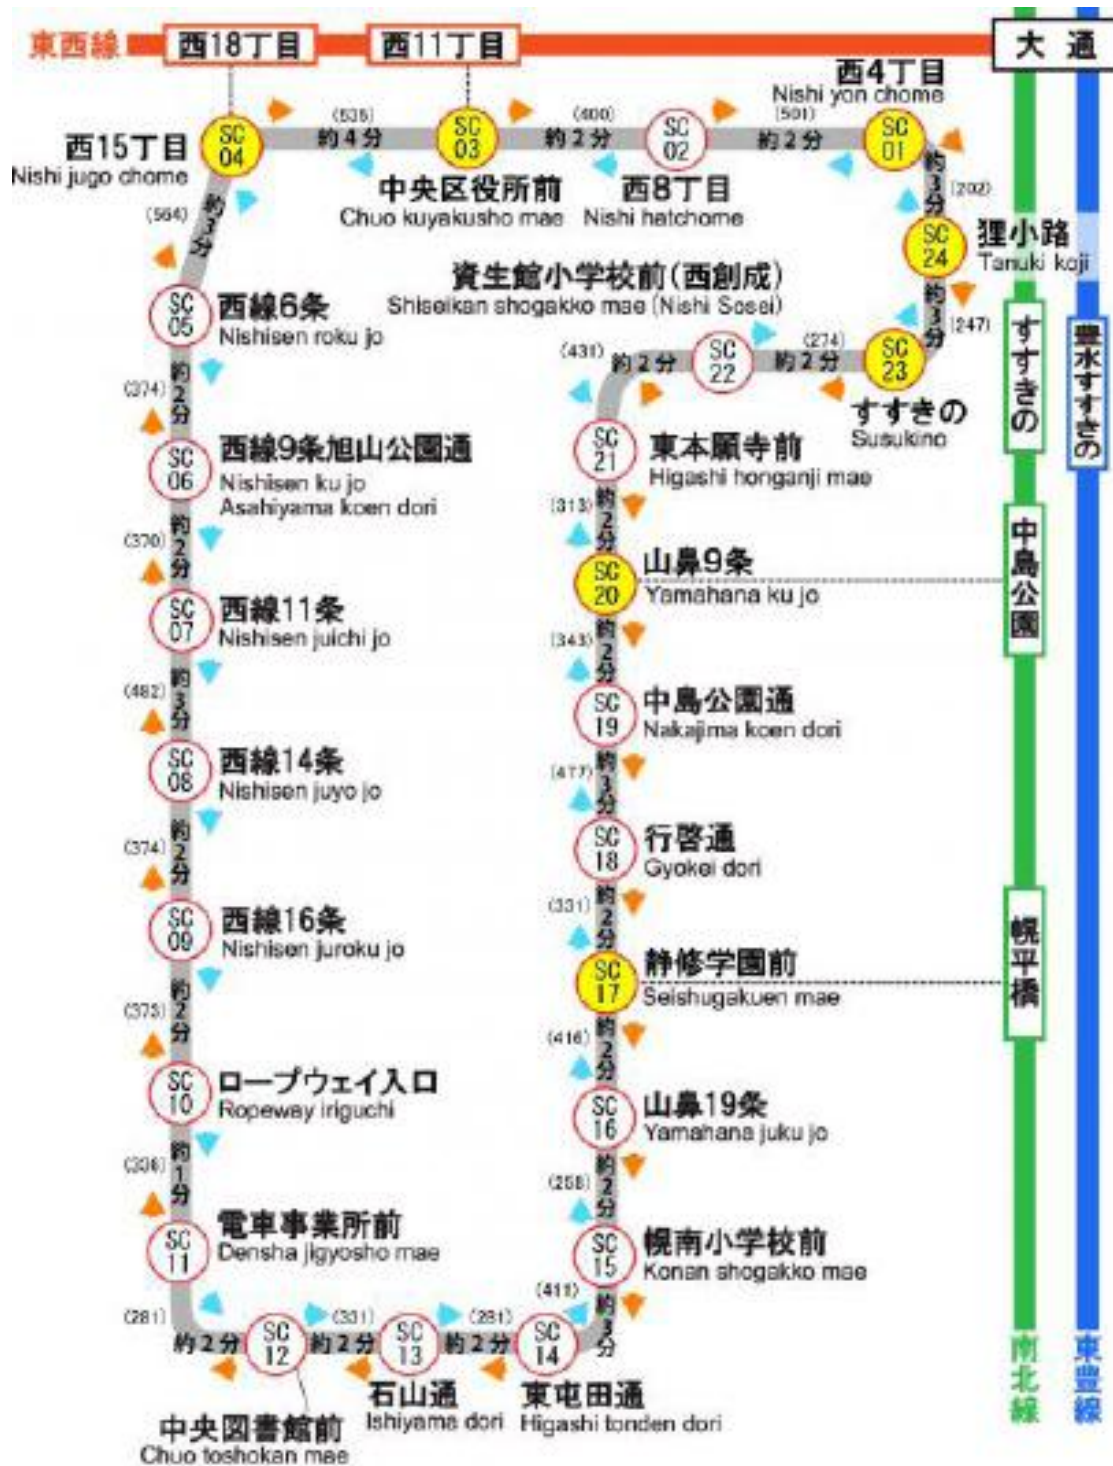 東西線
西18丁目
西11丁目
大通
西4丁目
Nishi yon chome
SC
04
(535)
約4分
SC
03
(400)
約2分
SC
02
(501)
約2分
SC
01
西15丁目
Nishi jugo chome
中央区役所前
Chuo kuyakusho mae
西8丁目
Nishi hatchome
約3分
(202)
(564)
約3分
SC
24
狸小路
Tanuki koji
約3分
(247)
資生館小学校前(西創成)
Shiseikan shogakko mae (Nishi Sosei)
SC
05
西線6条
Nishisen roku jo
(431)
約2分
SC
22
(274)
約2分
SC
23
すすきの
Susukino
すすきの
豊水すすきの
(374)
約2分
SC
06
西線9条旭山公園通
Nishisen ku jo
Asahiyama koen dori
SC
21
東本願寺前
Higashi honganji mae
(370)
約2分
(313)
約2分
SC
20
山鼻9条
Yamahana ku jo
中島公園
SC
07
西線11条
Nishisen juichi jo
(343)
約2分
(482)
約3分
SC
19
中島公園通
Nakajima koen dori
SC
08
西線14条
Nishisen juyo jo
(477)
約3分
(374)
約2分
SC
18
行啓通
Gyokei dori
SC
09
西線16条
Nishisen juroku jo
(331)
約2分
SC
17
静修学園前
Seishugakuen mae
幌平橋
(373)
約2分
(416)
約2分
SC
10
ロープウェイ入口
Ropeway iriguchi
SC
16
山鼻19条
Yamahana juku jo
約1分
(258)
約2分
SC
11
電車事業所前
Densha jigyosho mae
SC
15
幌南小学校前
Konan shogakko mae
(281)
約2分
SC
12
(331)
約2分
SC
13
(281)
約2分
SC
14
約3分
中央図書館前
Chuo toshokan mae
石山通
Ishiyama dori
東屯田通
Higashi tonden dori
南北線
東豊線